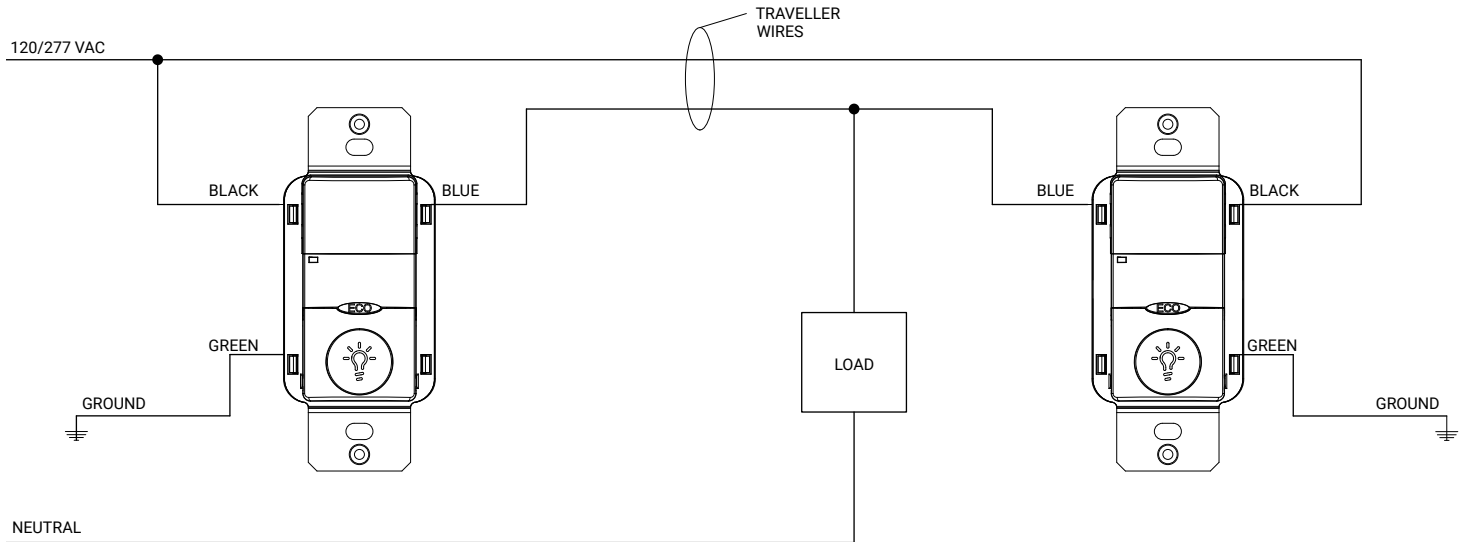 TRAVELLER
WIRES
120/277 VAC
BLACK
BLUE
BLUE
BLACK
ECO
ECO
GREEN
LOAD
GREEN
GROUND
GROUND
NEUTRAL